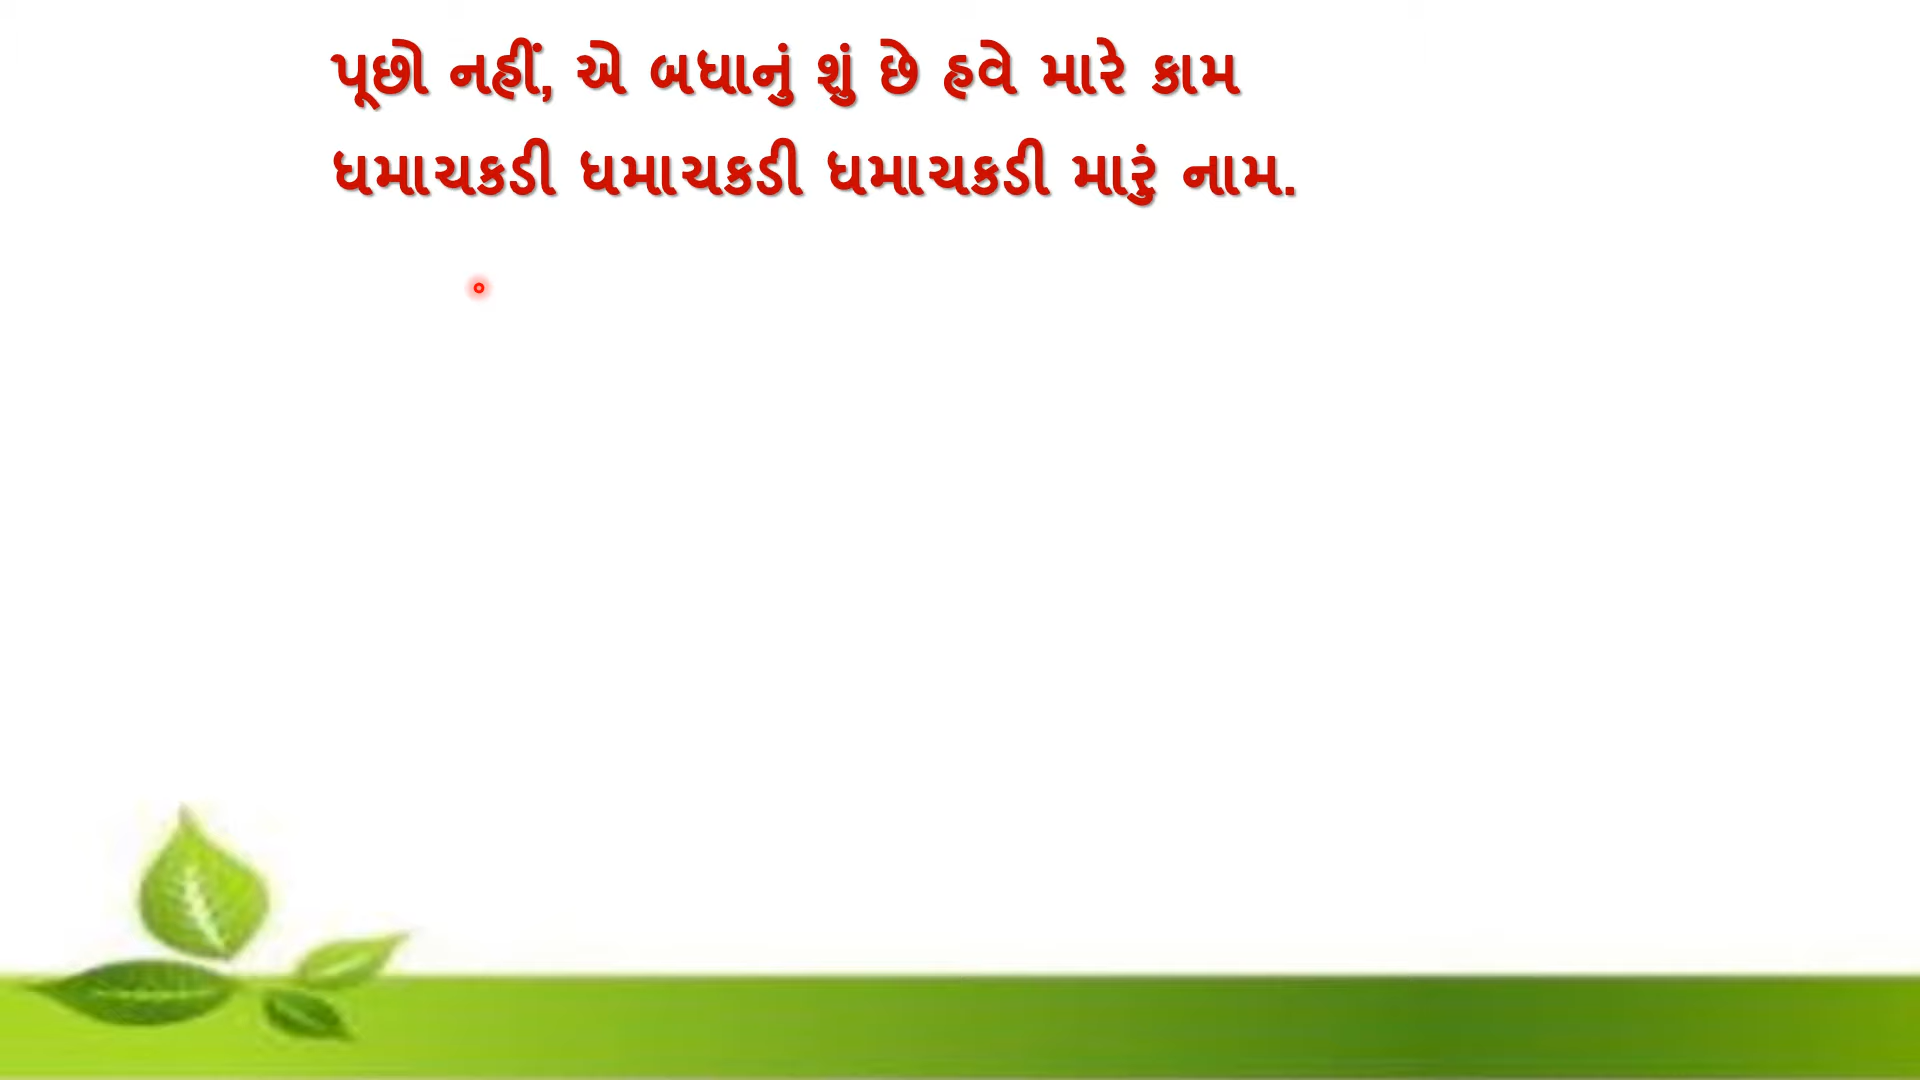 પૂછો નહીં, એ બધાનું શું છે હવે મારે કામ
ધમાચકડી ધમાચકડી ધમાચકડી મારું નામ.